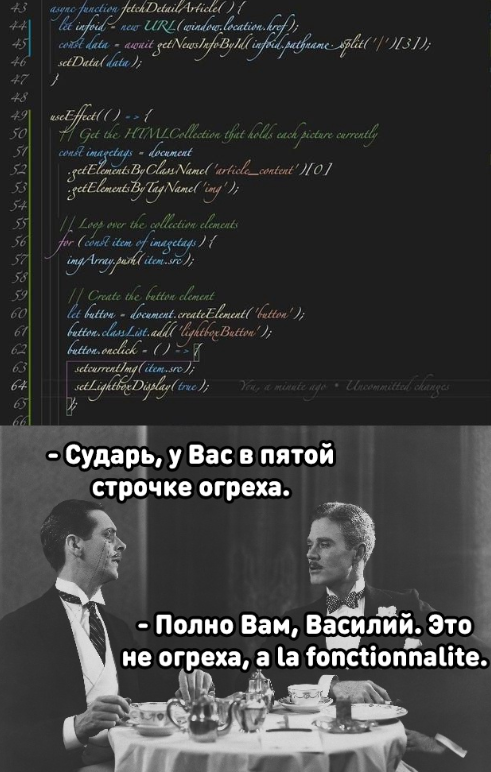 43 async function fetchDetailArticle() {
44 let infoid = new URL(window.location.href);
45 const data = await getNewsInfoById(infoid.pathname.split('/')[3]);
46 setData(data);
47 }
48
49 useEffect(() => {
50 // Get the HTMLCollection that holds each picture currently
51 const imagetags = document
52 .getElementsByClassName('article_content')[0]
53 .getElementsByTagName('img');
54
55 // Loop over the collection elements
56 for (const item of imagetags) {
57 imgArray.push(item.src);
58
59 // Create the button element
60 let button = document.createElement('button');
61 button.classList.add('lightboxButton');
62 button.onclick = () => {
63 setcurrentImg(item.src);
64 setLightboxDisplay(true); You, a minute ago • Uncommitted changes
65 };
66
- Сударь, у Вас в пятой
строчке огреха.
- Полно Вам, Василий. Это
не огреха, а la fonctionnalite.